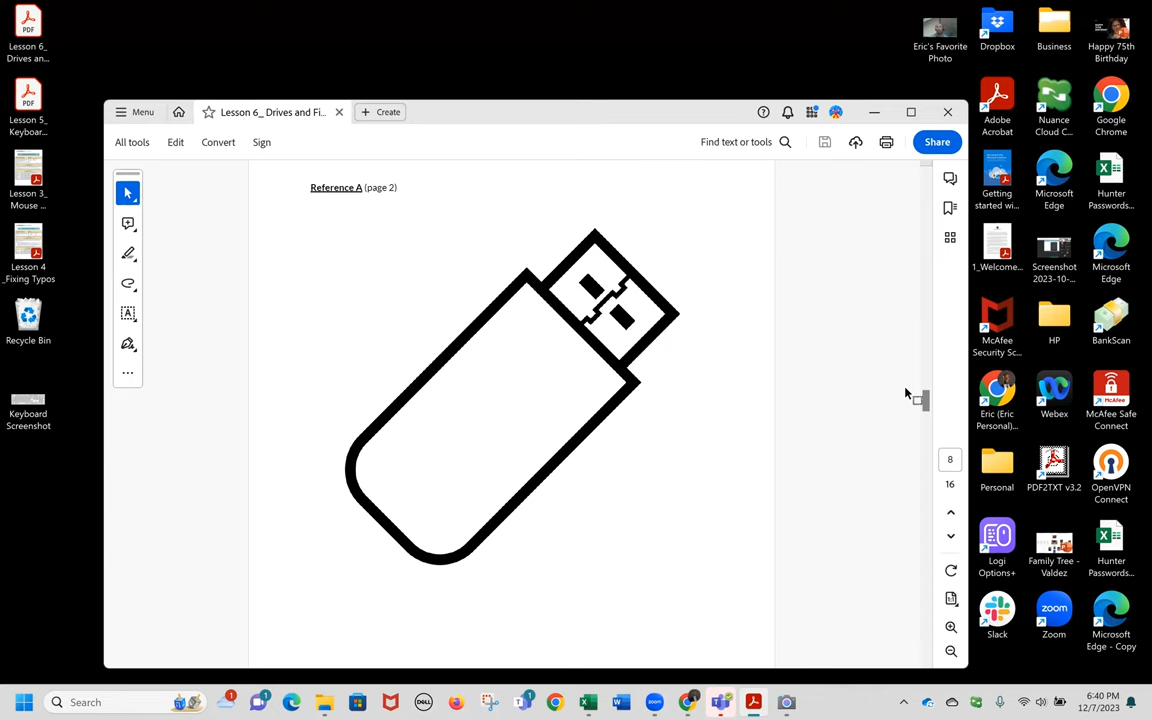 Lesson 6_
Drives an...
Lesson 5_
Keyboar...
Lesson 3_
Mouse ...
Lesson 4
_Fixing Typos
Recycle Bin
Keyboard
Screenshot
Menu
Lesson 6_ Drives and Fi...
Create
All tools
Edit
Convert
Sign
Find text or tools
Share
Reference A (page 2)
8
16
Eric's Favorite
Photo
Dropbox
Business
Happy 75th
Birthday
Adobe
Acrobat
Nuance
Cloud C...
Google
Chrome
Getting
started wi...
Microsoft
Edge
Hunter
Passwords...
1_Welcome...
Screenshot
2023-10-...
Microsoft
Edge
McAfee
Security Sc...
HP
BankScan
Eric (Eric
Personal)...
Webex
McAfee Safe
Connect
Personal
PDF2TXT v3.2
OpenVPN
Connect
Logi
Options+
Family Tree -
Valdez
Hunter
Passwords...
Slack
zoom
Zoom
Microsoft
Edge - Copy
Search
1
1
1
DELL
zoom
6:40 PM
12/7/2023